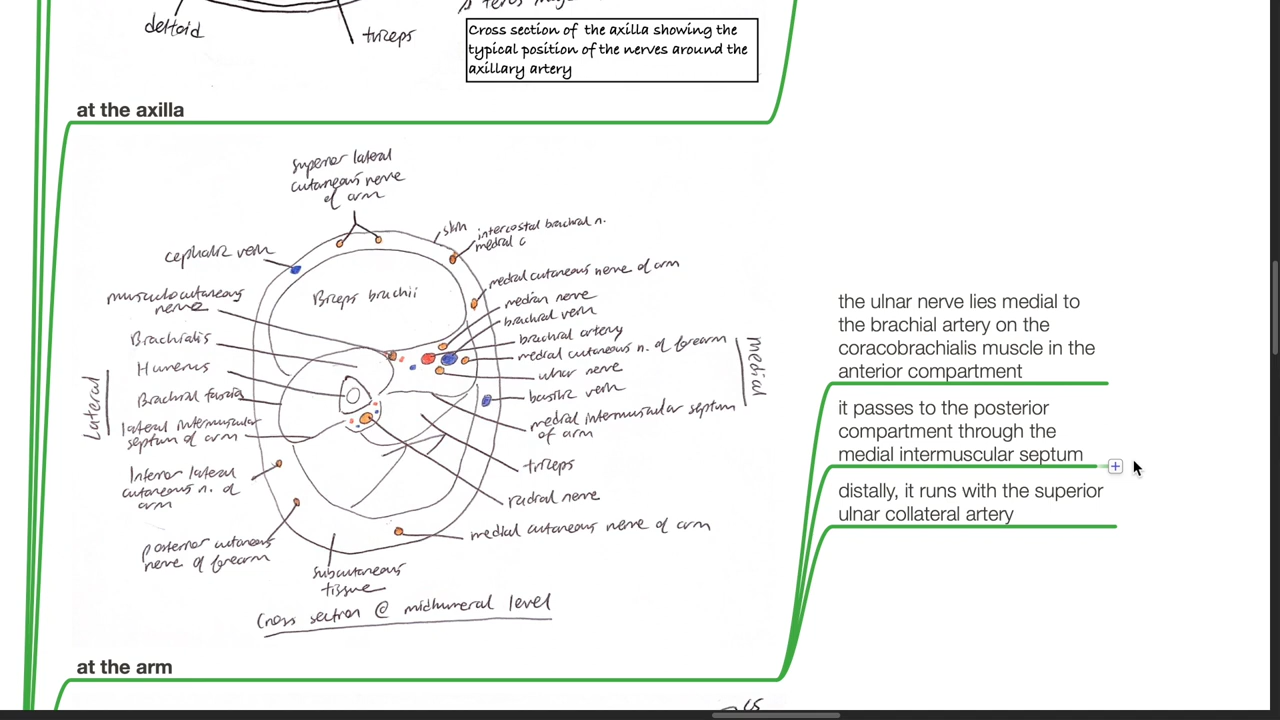 deltoid
triceps
Cross section of the axilla showing the
typical position of the nerves around the
axillary artery
at the axilla
superior lateral
cutaneous nerve
of arm
skin
intercostal brachial n.
medial c
cephalic vein
medial cutaneous nerve of arm
musculocutaneous
nerve
Biceps brachii
median nerve
brachial vein
Brachialis
brachial artery
medial cutaneous n. of forearm
Humerus
ulnar nerve
Brachial fascia
basilic vein
Lateral
medial
lateral intermuscular
septum of arm
medial intermuscular septum
of arm
Inferior lateral
cutaneous n. of
arm
triceps
radial nerve
posterior cutaneous
nerve of forearm
medial cutaneous nerve of arm
subcutaneous
tissue
Cross section @ midhumeral level
at the arm
the ulnar nerve lies medial to
the brachial artery on the
coracobrachialis muscle in the
anterior compartment
it passes to the posterior
compartment through the
medial intermuscular septum
distally, it runs with the superior
ulnar collateral artery